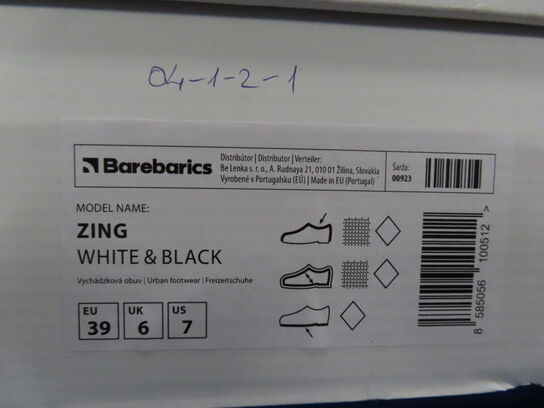 04-1-2-1
Barebarics
Distribútor | Distributor | Verteiler:
Be Lenka s. r. o., A. Rudnaya 21, 010 01 Žilina, Slovakia
Vyrobené v Portugalsku (EÚ) | Made in EU (Portugal)
Šarža:
00923
MODEL NAME:
ZING
WHITE & BLACK
Vychádzková obuv | Urban footwear | Freizeitschuhe
EU 39
UK 6
US 7
8 585056 100512 >